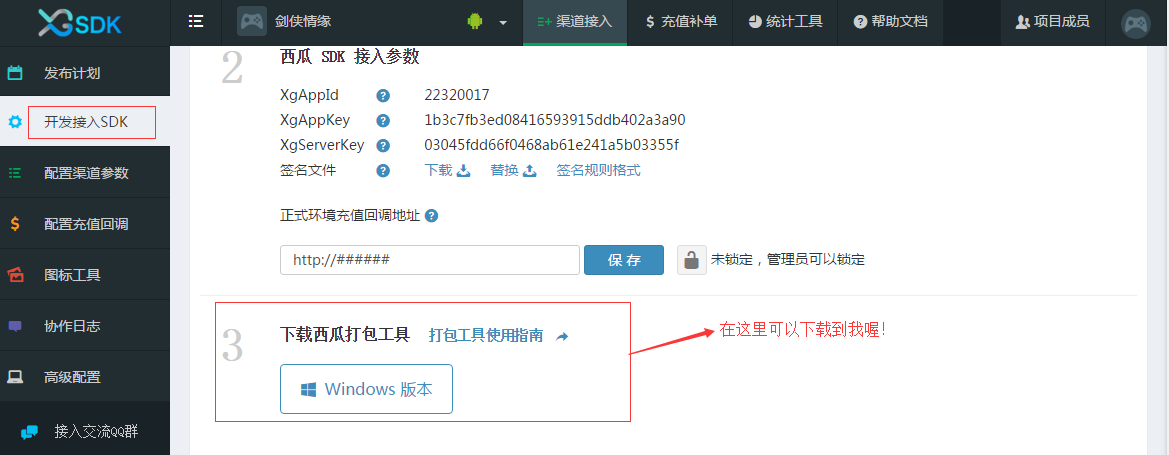 XGSDK
剑侠情缘
渠道接入
$ 充值补单
统计工具
帮助文档
项目成员
发布计划
开发接入SDK
配置渠道参数
$ 配置充值回调
图标工具
协作日志
高级配置
接入交流QQ群
2
西瓜 SDK 接入参数
XgAppId ? 22320017
XgAppKey ? 1b3c7fb3ed08416593915ddb402a3a90
XgServerKey ? 03045fdd66f0468ab61e241a5b03355f
签名文件 ? 下载 替换 签名规则格式
正式环境充值回调地址 ?
http://###### 保 存 未锁定，管理员可以锁定
3
下载西瓜打包工具 打包工具使用指南
Windows 版本
在这里可以下载到我喔！